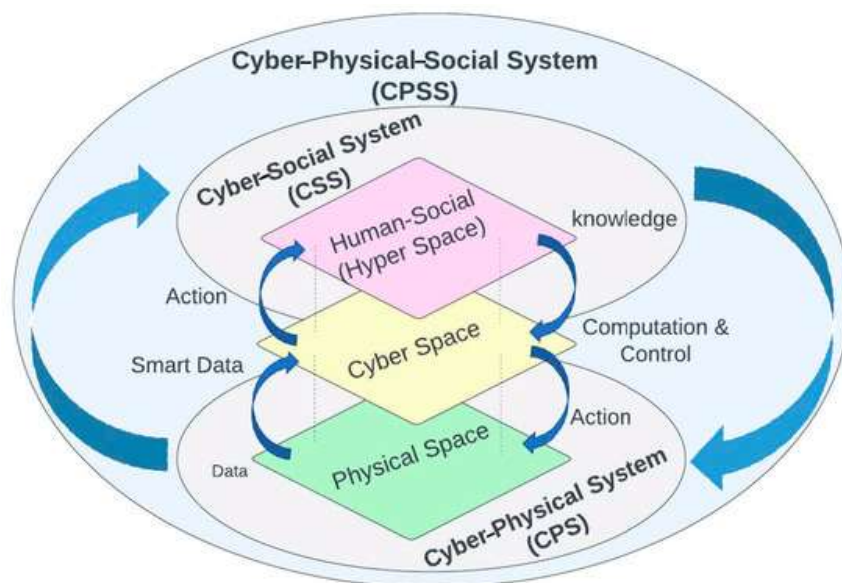 Cyber-Physical-Social System
(CPSS)
Cyber-Social System
(CSS)
Human-Social
(Hyper Space)
knowledge
Action
Cyber Space
Computation &
Control
Smart Data
Physical Space
Action
Data
Cyber-Physical System
(CPS)